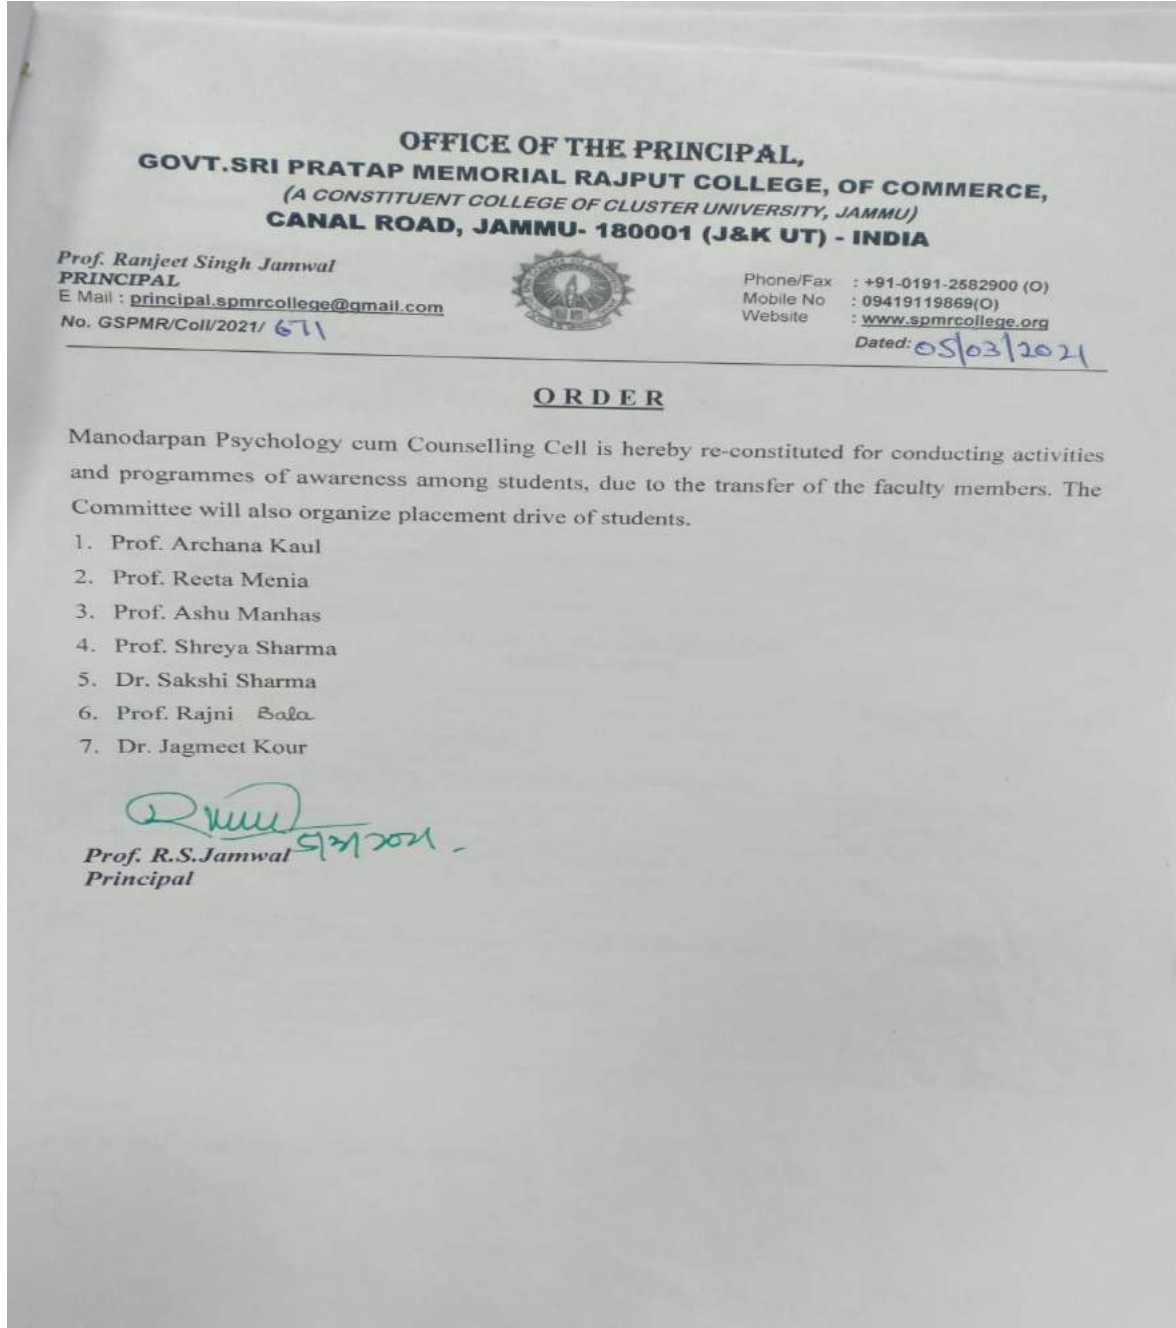 OFFICE OF THE PRINCIPAL,
GOVT.SRI PRATAP MEMORIAL RAJPUT COLLEGE, OF COMMERCE,
(A CONSTITUENT COLLEGE OF CLUSTER UNIVERSITY, JAMMU)
CANAL ROAD, JAMMU- 180001 (J&K UT) - INDIA
Prof. Ranjeet Singh Jamwal
PRINCIPAL
E Mail : principal.spmrcollege@gmail.com
No. GSPMR/Coll/2021/ 671
Phone/Fax : +91-0191-2582900 (O)
Mobile No : 09419119869(O)
Website : www.spmrcollege.org
Dated: 05/03/2021
ORDER
Manodarpan Psychology cum Counselling Cell is hereby re-constituted for conducting activities
and programmes of awareness among students, due to the transfer of the faculty members. The
Committee will also organize placement drive of students.
1. Prof. Archana Kaul
2. Prof. Reeta Menia
3. Prof. Ashu Manhas
4. Prof. Shreya Sharma
5. Dr. Sakshi Sharma
6. Prof. Rajni Bala
7. Dr. Jagmeet Kour
5/3/2021
Prof. R.S.Jamwal
Principal